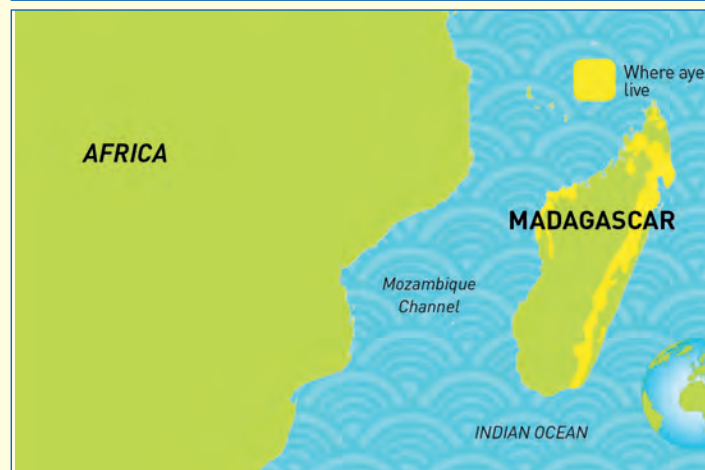 Where aye
live
AFRICA
MADAGASCAR
Mozambique
Channel
INDIAN OCEAN